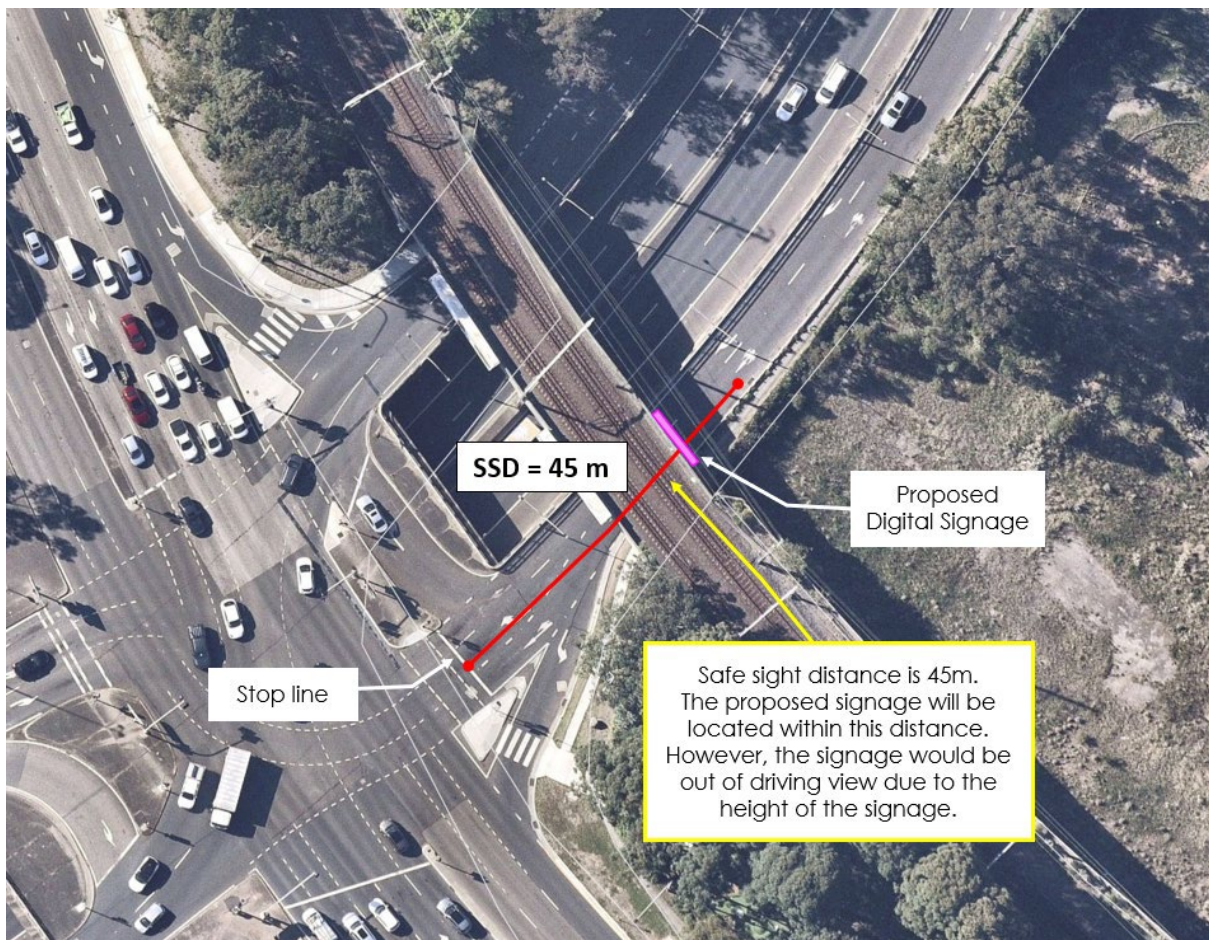 SSD = 45 m
Proposed
Digital Signage
Stop line
Safe sight distance is 45m.
The proposed signage will be
located within this distance.
However, the signage would be
out of driving view due to the
height of the signage.